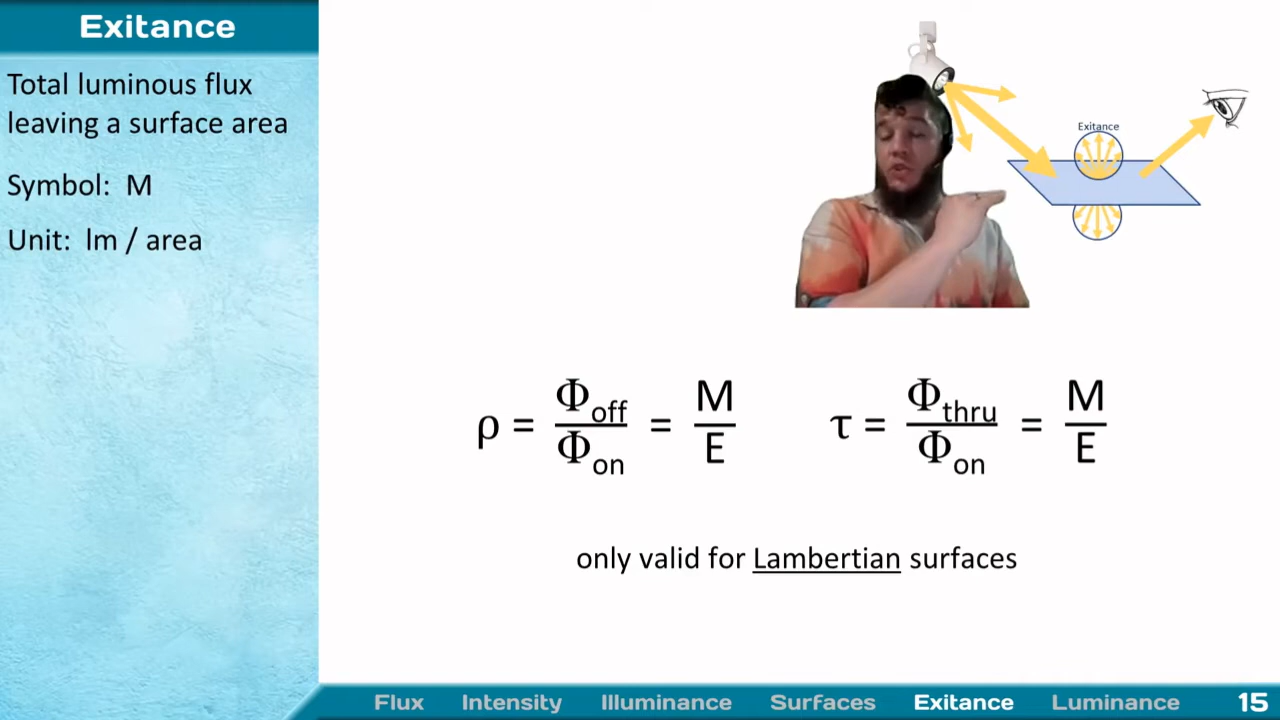 Exitance
Total luminous flux
leaving a surface area
Symbol: M
Unit: lm / area
Exitance
ρ = Φoff / Φon = M / E
τ = Φthru / Φon = M / E
only valid for Lambertian surfaces
Flux Intensity Illuminance Surfaces Exitance Luminance 15